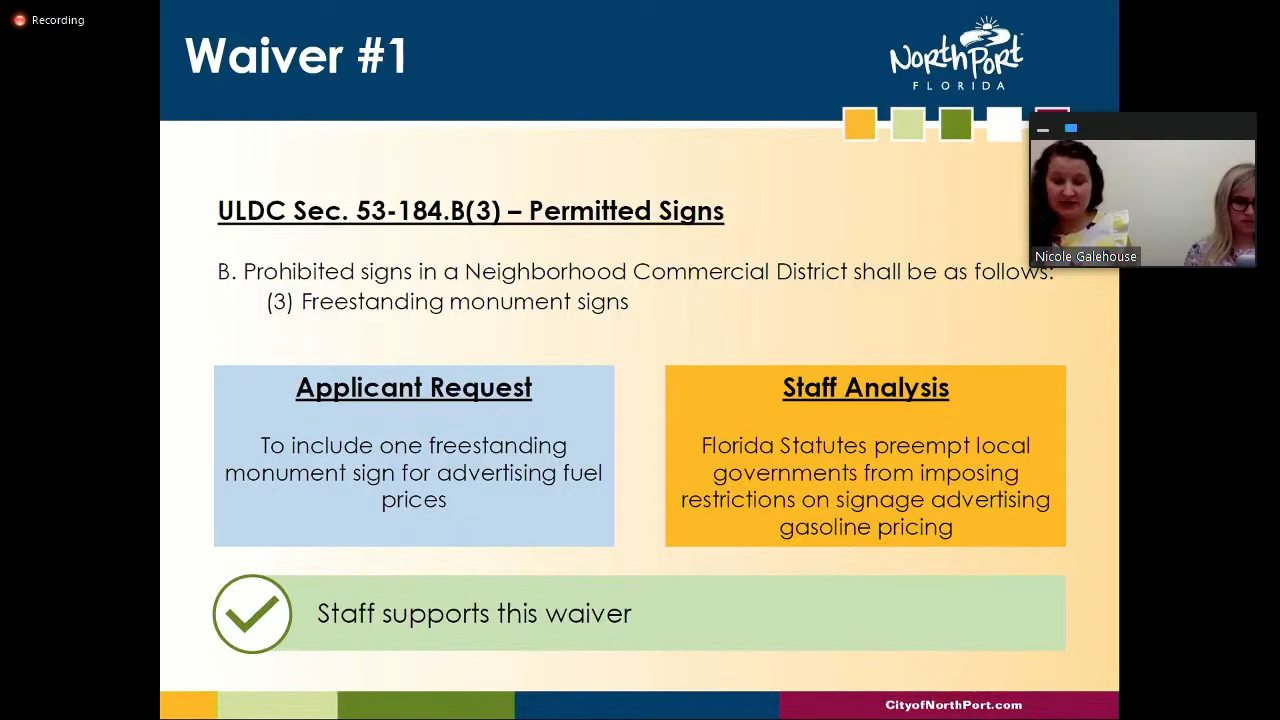 Recording
Waiver #1
NorthPort
FLORIDA
ULDC Sec. 53-184.B(3) – Permitted Signs
Nicole Galehouse
B. Prohibited signs in a Neighborhood Commercial District shall be as follows:
(3) Freestanding monument signs
Applicant Request
To include one freestanding
monument sign for advertising fuel
prices
Staff Analysis
Florida Statutes preempt local
governments from imposing
restrictions on signage advertising
gasoline pricing
Staff supports this waiver
CityofNorthPort.com